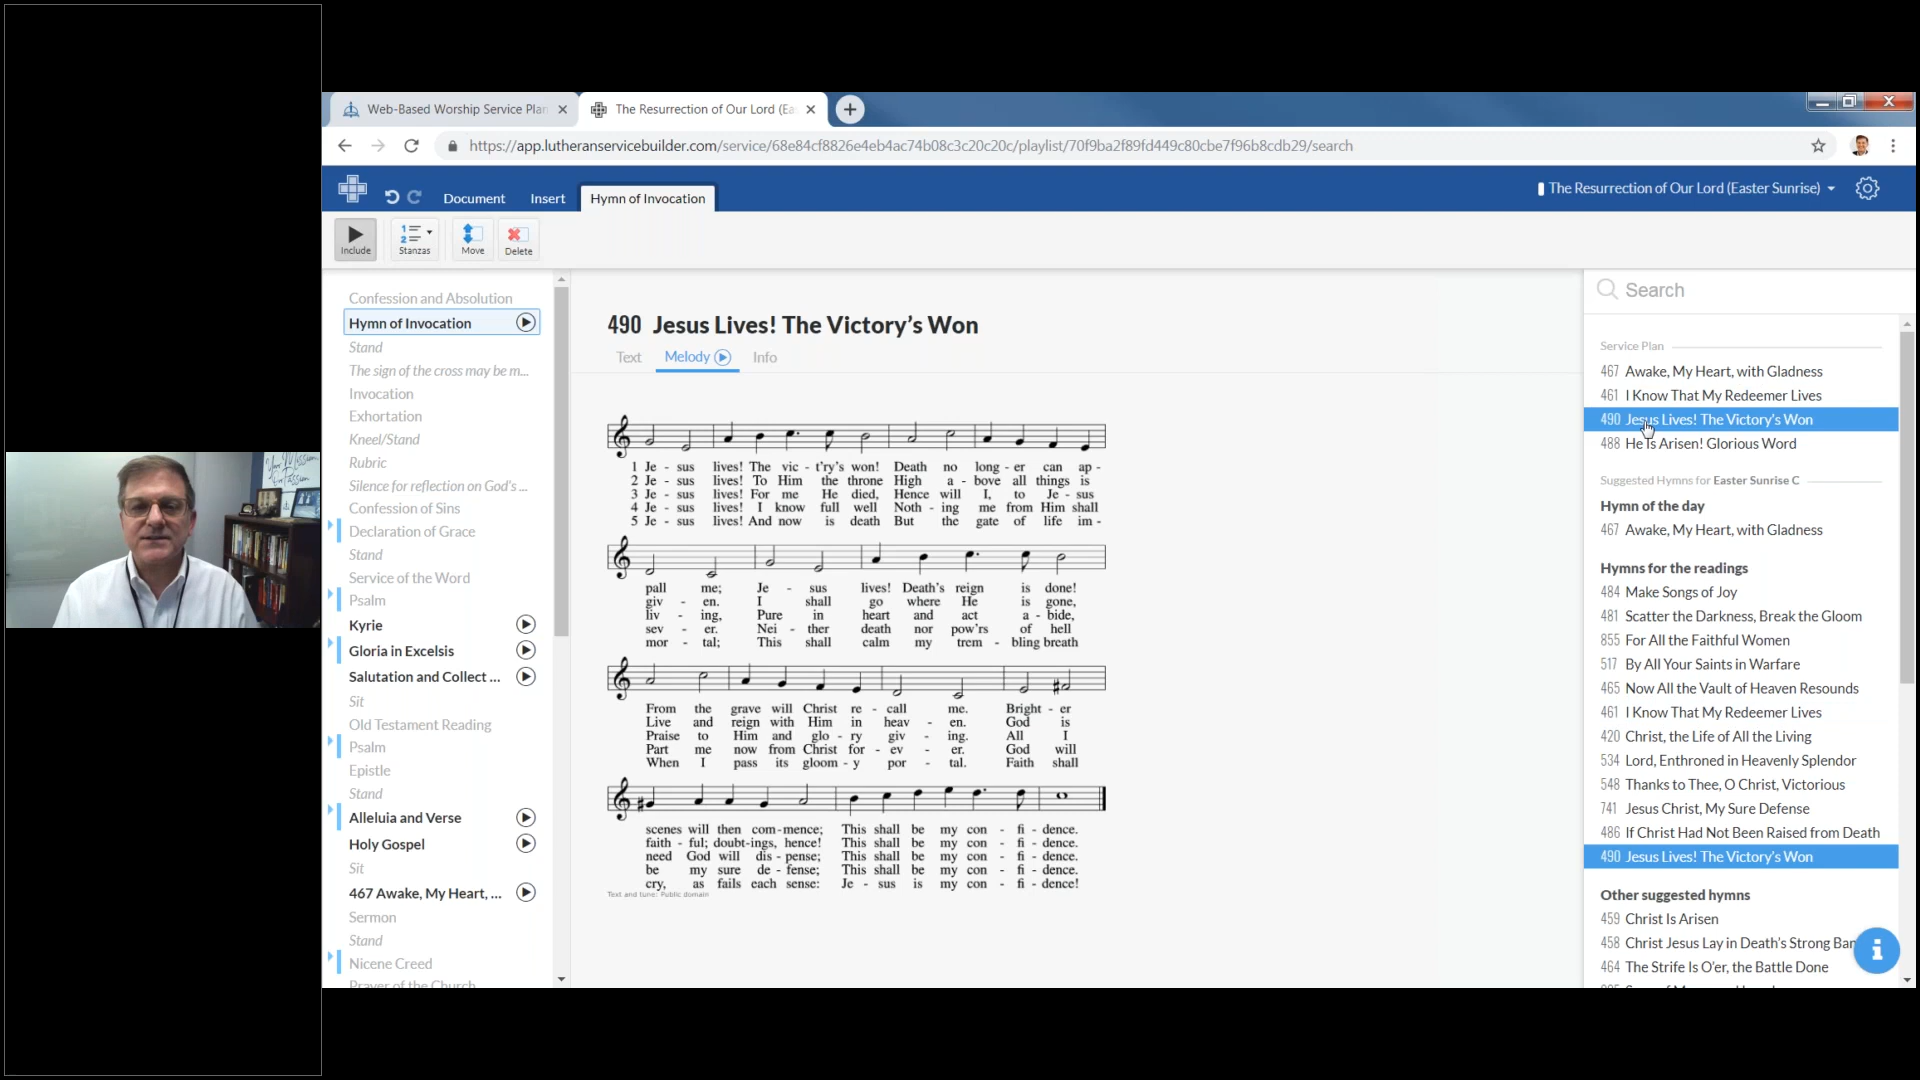 Web-Based Worship Service Plan
The Resurrection of Our Lord (Ea
https://app.lutheranservicebuilder.com/service/68e84cf8826e4eb4ac74b08c3c20c20c/playlist/70f9ba2f89fd449c80cbe7f96b8cdb29/search
Document
Insert
Hymn of Invocation
The Resurrection of Our Lord (Easter Sunrise)
Include
Stanzas
Move
Delete
Confession and Absolution
Hymn of Invocation
Stand
The sign of the cross may be m...
Invocation
Exhortation
Kneel/Stand
Rubric
Silence for reflection on God's ...
Confession of Sins
Declaration of Grace
Stand
Service of the Word
Psalm
Kyrie
Gloria in Excelsis
Salutation and Collect ...
Sit
Old Testament Reading
Psalm
Epistle
Stand
Alleluia and Verse
Holy Gospel
Sit
467 Awake, My Heart, ...
Sermon
Stand
Nicene Creed
Prayer of the Church
490 Jesus Lives! The Victory's Won
Text
Melody
Info
1 Je - sus lives! The vic - t'ry's won! Death no long - er can ap -
2 Je - sus lives! To Him the throne High a - bove all things is
3 Je - sus lives! For me He died, Hence will I, to Je - sus
4 Je - sus lives! I know full well Noth - ing me from Him shall
5 Je - sus lives! And now is death But the gate of life im -
pall me; Je - sus lives! Death's reign is done!
giv - en. I shall go where He is gone,
liv - ing, Pure in heart and act a - bide,
sev - er. Nei - ther death nor pow'rs of hell
mor - tal; This shall calm my trem - bling breath
From the grave will Christ re - call me. Bright - er
Live and reign with Him in heav - en. God is
Praise to Him and glo - ry giv - ing. All I
Part me now from Christ for - ev - er. God will
When I pass its gloom - y por - tal. Faith shall
scenes will then com - mence; This shall be my con - fi - dence.
faith - ful; doubt - ings, hence! This shall be my con - fi - dence.
need God will dis - pense; This shall be my con - fi - dence.
be my sure de - fense; This shall be my con - fi - dence.
cry, as fails each sense: Je - sus is my con - fi - dence!
Text and tune: Public domain
Search
Service Plan
467 Awake, My Heart, with Gladness
461 I Know That My Redeemer Lives
490 Jesus Lives! The Victory's Won
488 He Is Arisen! Glorious Word
Suggested Hymns for Easter Sunrise C
Hymn of the day
467 Awake, My Heart, with Gladness
Hymns for the readings
484 Make Songs of Joy
481 Scatter the Darkness, Break the Gloom
855 For All the Faithful Women
517 By All Your Saints in Warfare
465 Now All the Vault of Heaven Resounds
461 I Know That My Redeemer Lives
420 Christ, the Life of All the Living
534 Lord, Enthroned in Heavenly Splendor
548 Thanks to Thee, O Christ, Victorious
741 Jesus Christ, My Sure Defense
486 If Christ Had Not Been Raised from Death
490 Jesus Lives! The Victory's Won
Other suggested hymns
459 Christ Is Arisen
458 Christ Jesus Lay in Death's Strong Ban
464 The Strife Is O'er, the Battle Done